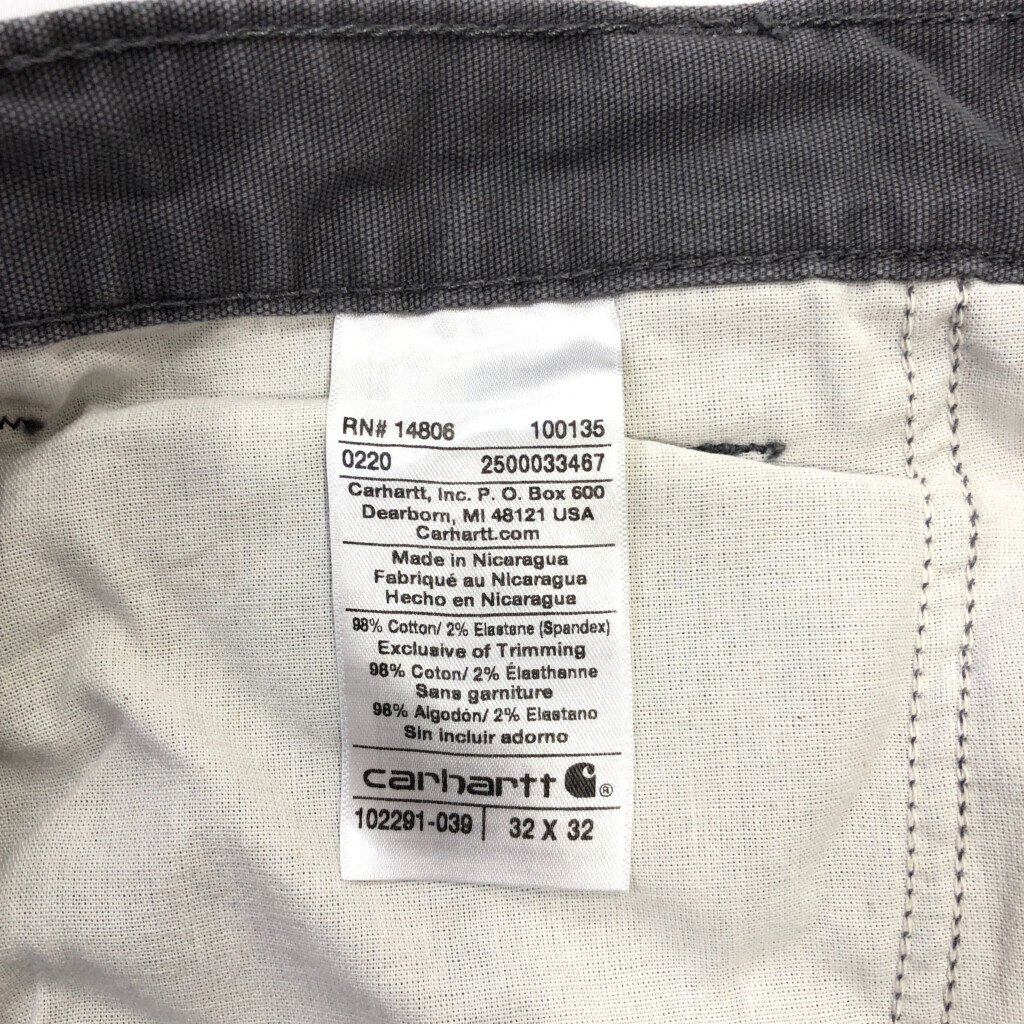 RN# 14806 100135
0220 2500033467
Carhartt, Inc. P. O. Box 600
Dearborn, MI 48121 USA
Carhartt.com
Made in Nicaragua
Fabriqué au Nicaragua
Hecho en Nicaragua
98% Cotton/ 2% Elastane (Spandex)
Exclusive of Trimming
98% Coton/ 2% Élasthanne
Sans garniture
98% Algodón/ 2% Elastano
Sin incluir adorno
carhartt ®
102291-039 | 32 X 32